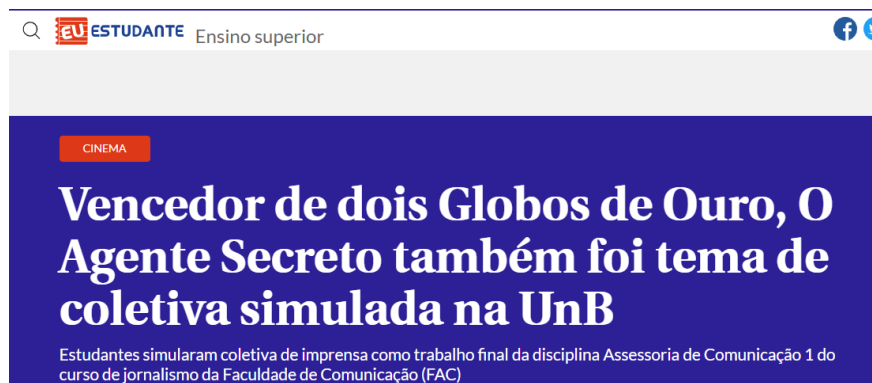 EU ESTUDANTE Ensino superior
CINEMA
Vencedor de dois Globos de Ouro, O
Agente Secreto também foi tema de
coletiva simulada na UnB
Estudantes simularam coletiva de imprensa como trabalho final da disciplina Assessoria de Comunicação 1 do
curso de jornalismo da Faculdade de Comunicação (FAC)